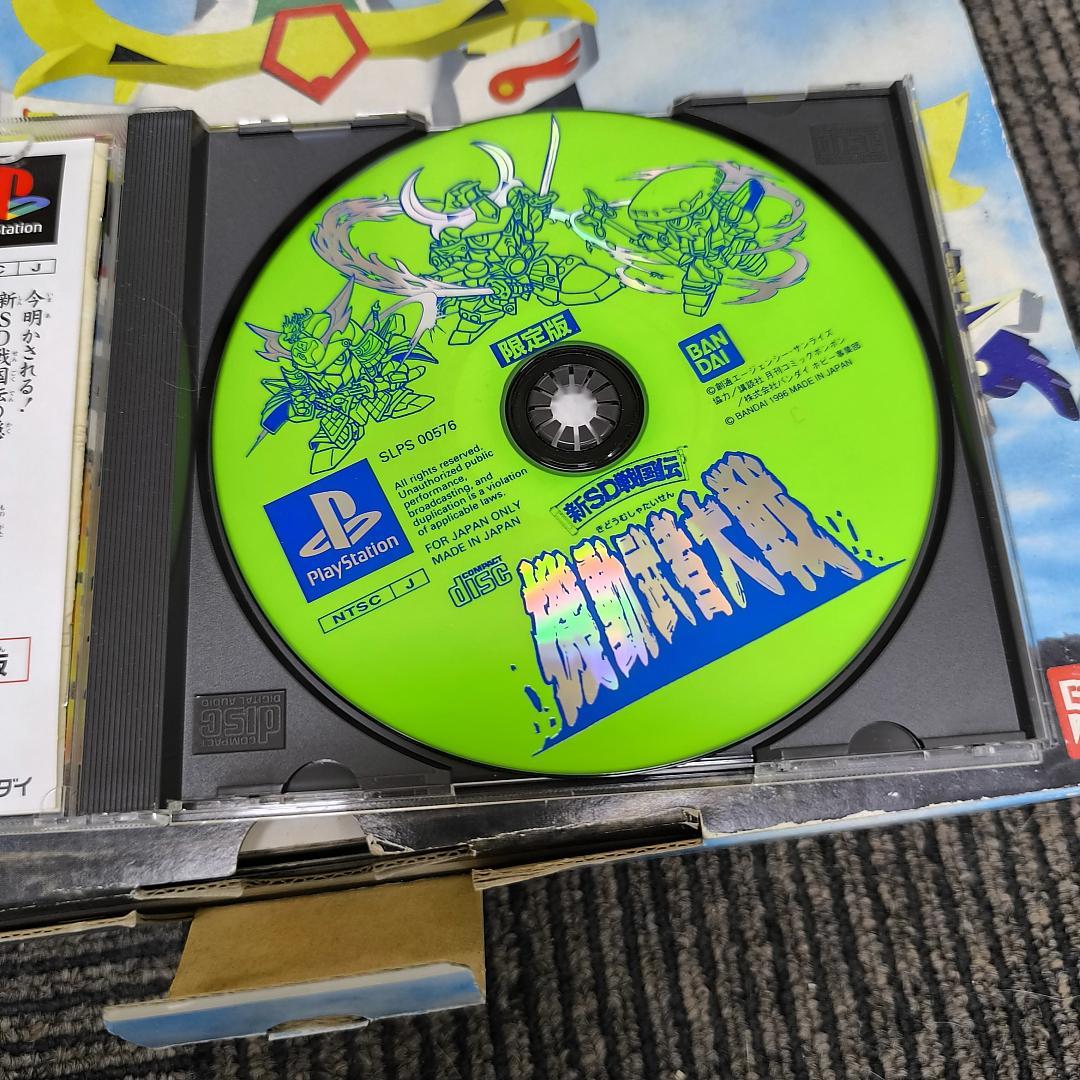 Station
C J
今明かされる！
新SD戦国伝の
ダイ
限定版
BAN
DAI
©創通エージェンシー・サンライズ
協力／講談社 月刊コミックボンボン
／株式会社バンダイ ホビー事業部
© BANDAI 1996 MADE IN JAPAN
SLPS 00576
PlayStation
All rights reserved.
Unauthorized public
performance,
broadcasting, and
duplication is a violation
of applicable laws.
FOR JAPAN ONLY
MADE IN JAPAN
NTSC J
COMPACT
disc
新SD戦国伝
きどうむしゃたいせん
機動武者大戦
COMPACT
disc
DIGITAL AUDIO